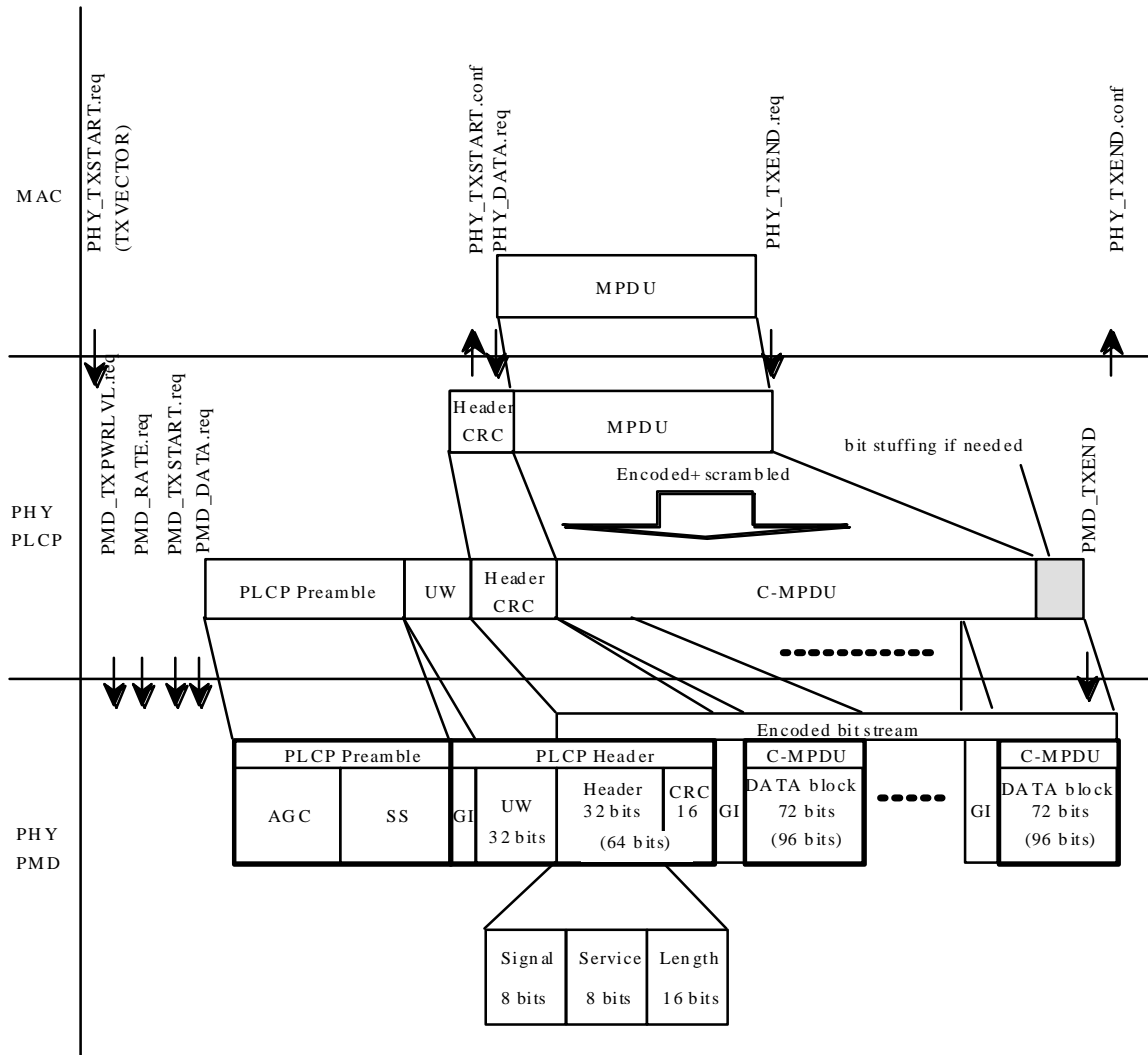 PHY_TXSTART.req
(TXVECTOR)
PHY_TXSTART.conf
PHY_DATA.req
PHY_TXEND.req
PHY_TXEND.conf
MAC
MPDU
PMD_TXPWRLVL.req
PMD_RATE.req
PMD_TXSTART.req
PMD_DATA.req
Header
CRC
MPDU
bit stuffing if needed
Encoded+scrambled
PMD_TXEND
PHY
PLCP
PLCP Preamble
UW
Header
CRC
C-MPDU
Encoded bit stream
PLCP Preamble
PLCP Header
C-MPDU
C-MPDU
PHY
PMD
AGC
SS
GI
UW
32 bits
Header
32 bits
CRC
16
(64 bits)
GI
DATA block
72 bits
(96 bits)
GI
DATA block
72 bits
(96 bits)
Signal
8 bits
Service
8 bits
Length
16 bits